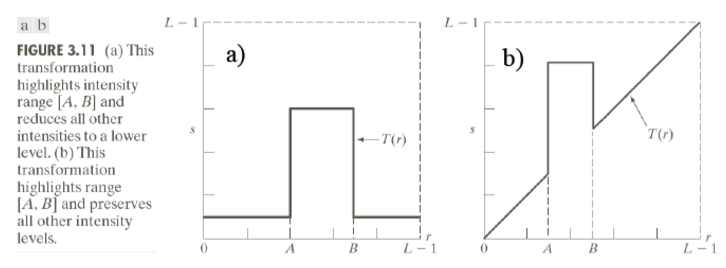 a b
FIGURE 3.11 (a) This
transformation
highlights intensity
range [A, B] and
reduces all other
intensities to a lower
level. (b) This
transformation
highlights range
[A, B] and preserves
all other intensity
levels.
L – 1
a)
s
T(r)
0
A
B
L – 1
r
L – 1
b)
s
T(r)
0
A
B
L – 1
r